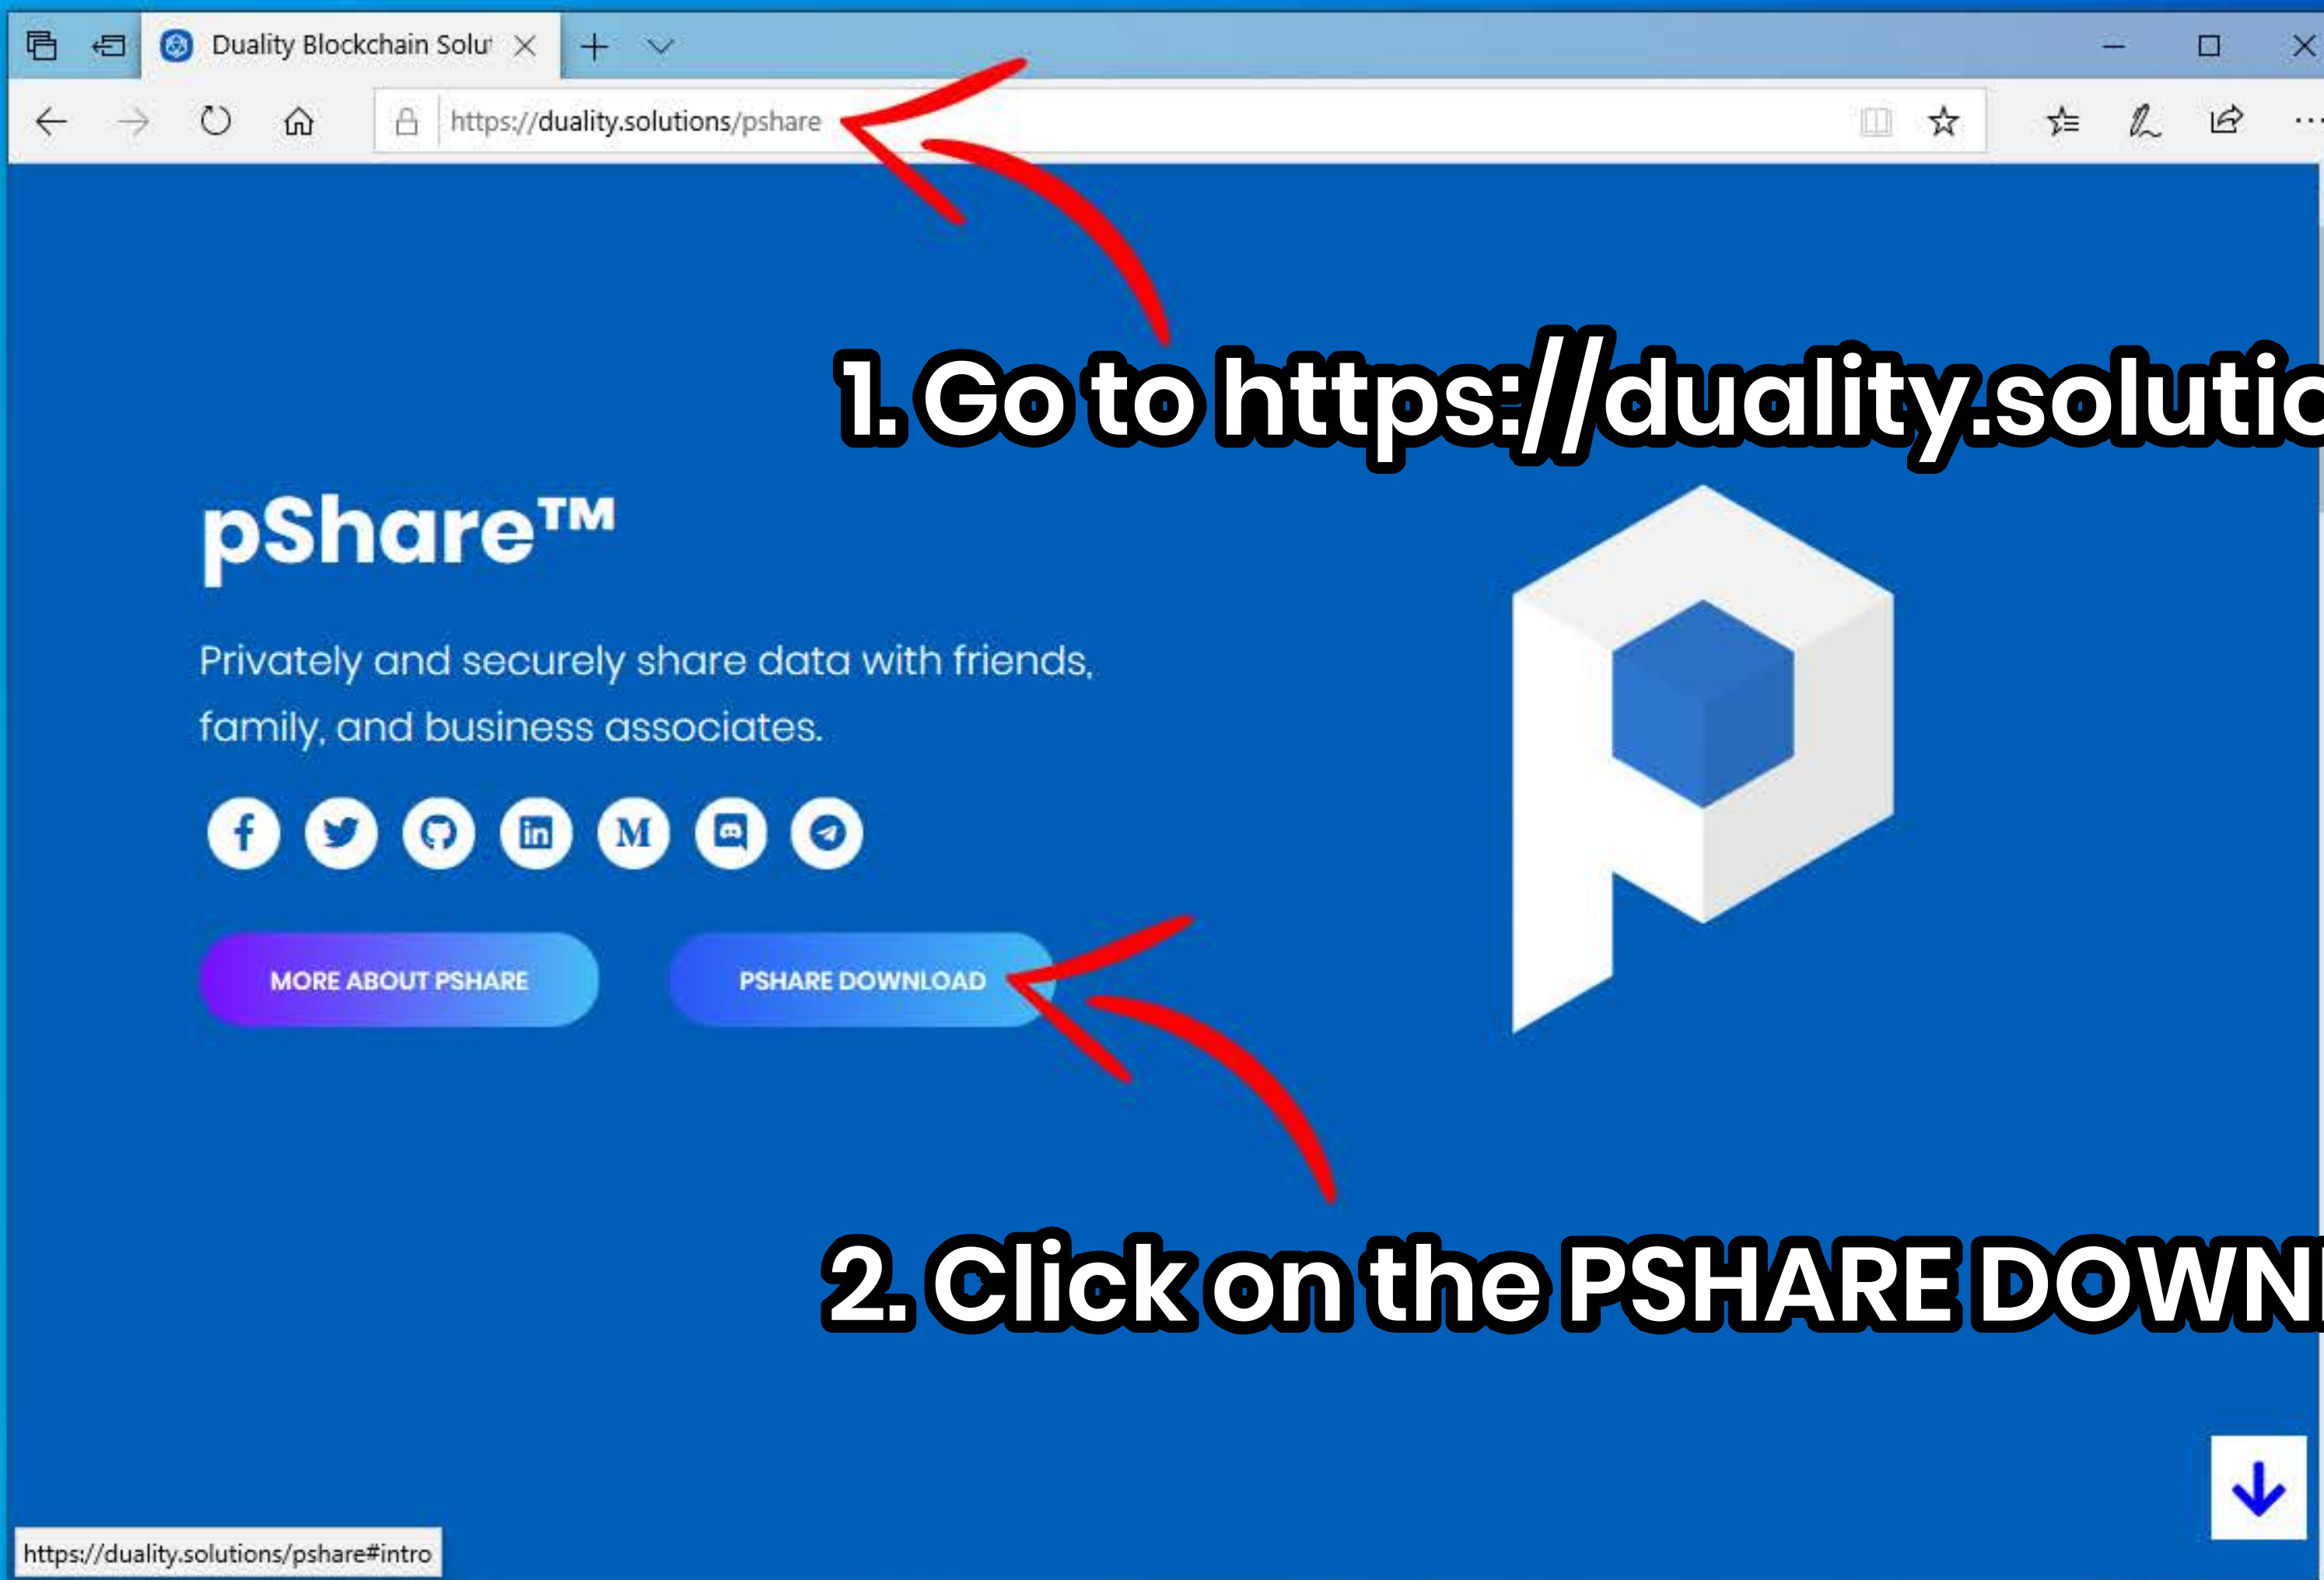 Duality Blockchain Solu
https://duality.solutions/pshare
1. Go to https://duality.solutio
pShare™
Privately and securely share data with friends,
family, and business associates.
MORE ABOUT PSHARE
PSHARE DOWNLOAD
2. Click on the PSHARE DOWN
https://duality.solutions/pshare#intro